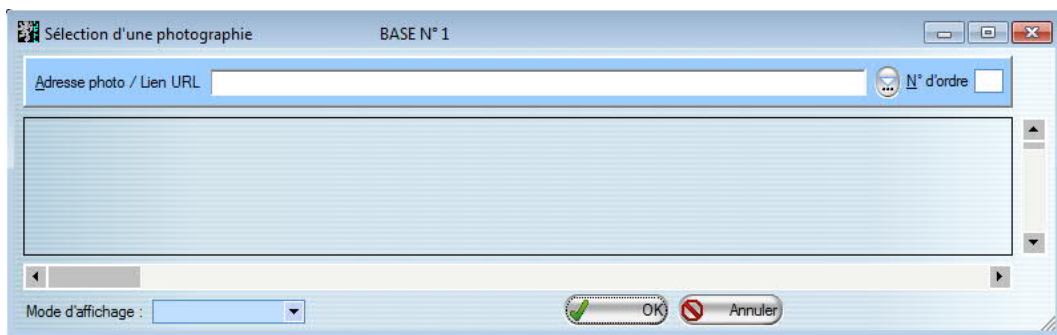 Sélection d'une photographie BASE N° 1
Adresse photo / Lien URL N° d'ordre
Mode d'affichage : OK Annuler